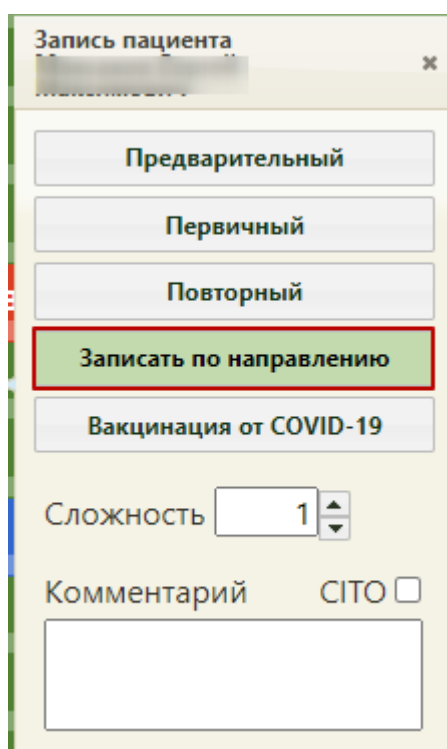 Запись пациента
Предварительный
Первичный
Повторный
Записать по направлению
Вакцинация от COVID-19
Сложность 1
Комментарий CITO